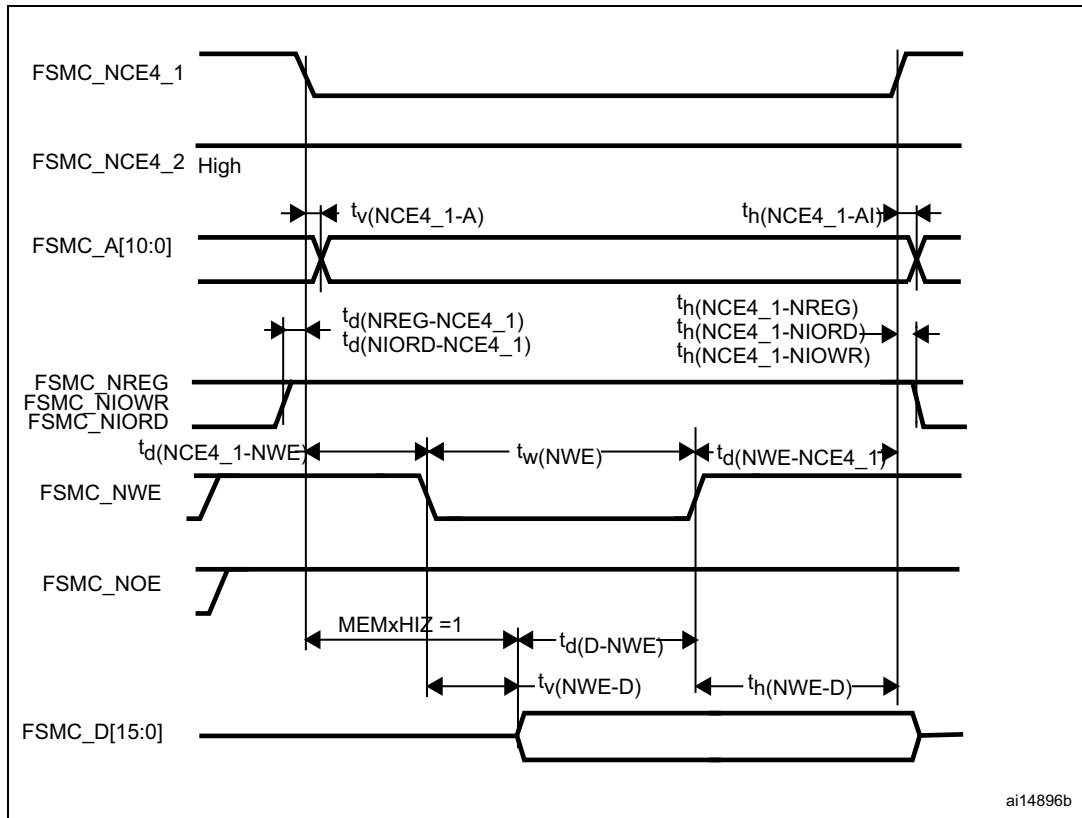 FSMC_NCE4_1
FSMC_NCE4_2 High
tv(NCE4_1-A) th(NCE4_1-AI)
FSMC_A[10:0]
td(NREG-NCE4_1)
td(NIORD-NCE4_1)
th(NCE4_1-NREG)
th(NCE4_1-NIORD)
th(NCE4_1-NIOWR)
FSMC_NREG
FSMC_NIOWR
FSMC_NIORD
td(NCE4_1-NWE) tw(NWE) td(NWE-NCE4_1)
FSMC_NWE
FSMC_NOE
MEMxHIZ =1 td(D-NWE)
tv(NWE-D) th(NWE-D)
FSMC_D[15:0]
ai14896b